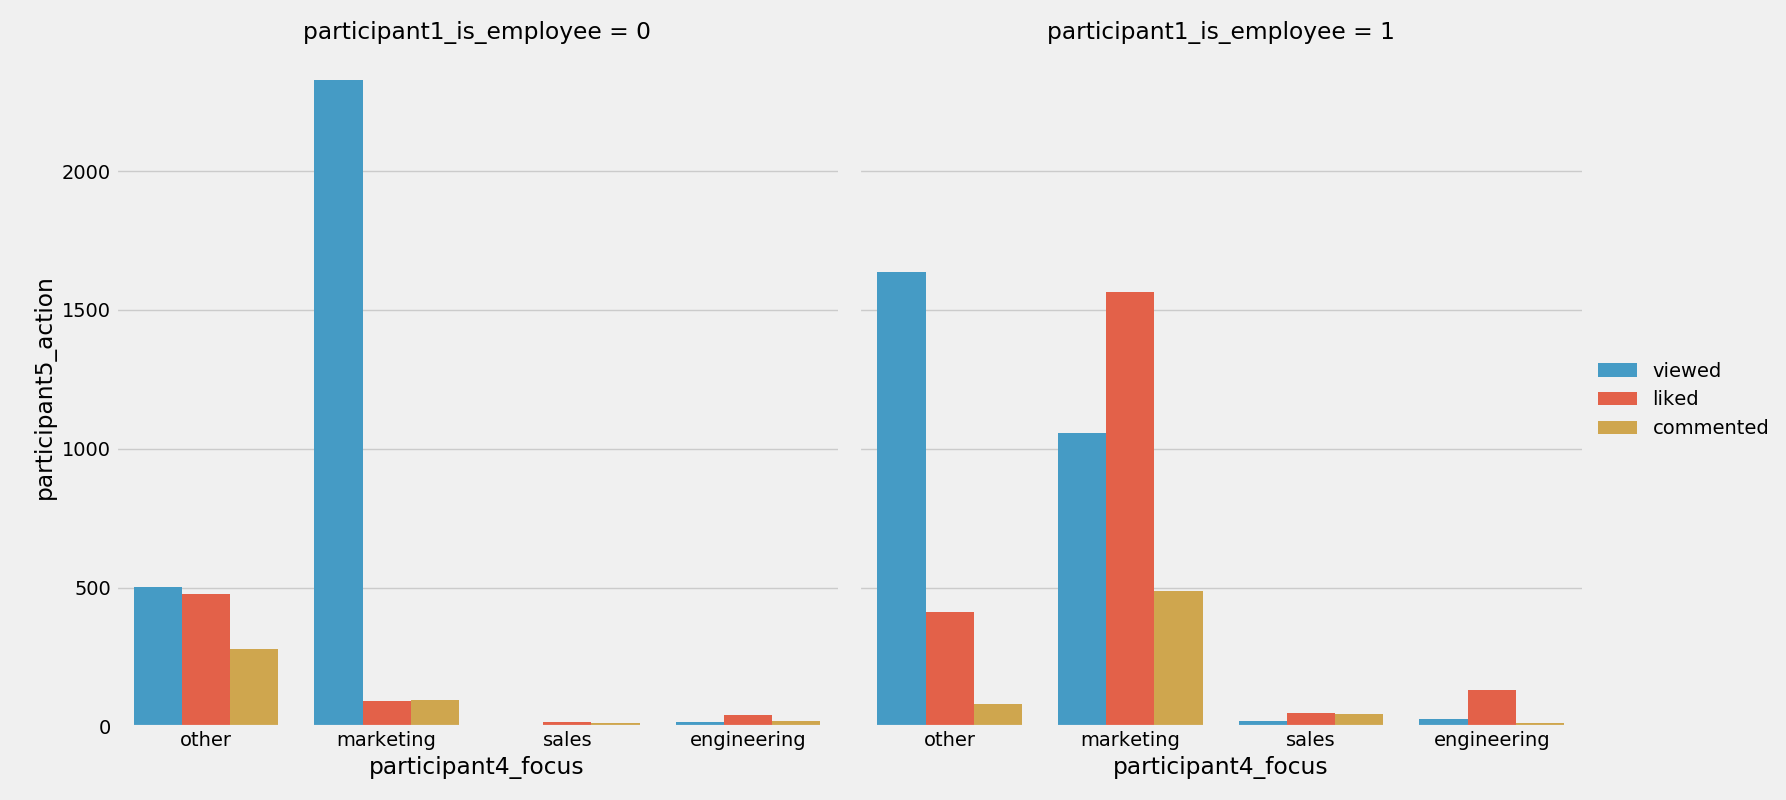 participant1_is_employee = 0
participant1_is_employee = 1
participant5_action
2000
1500
1000
500
0
other marketing sales engineering
participant4_focus
other marketing sales engineering
participant4_focus
viewed
liked
commented